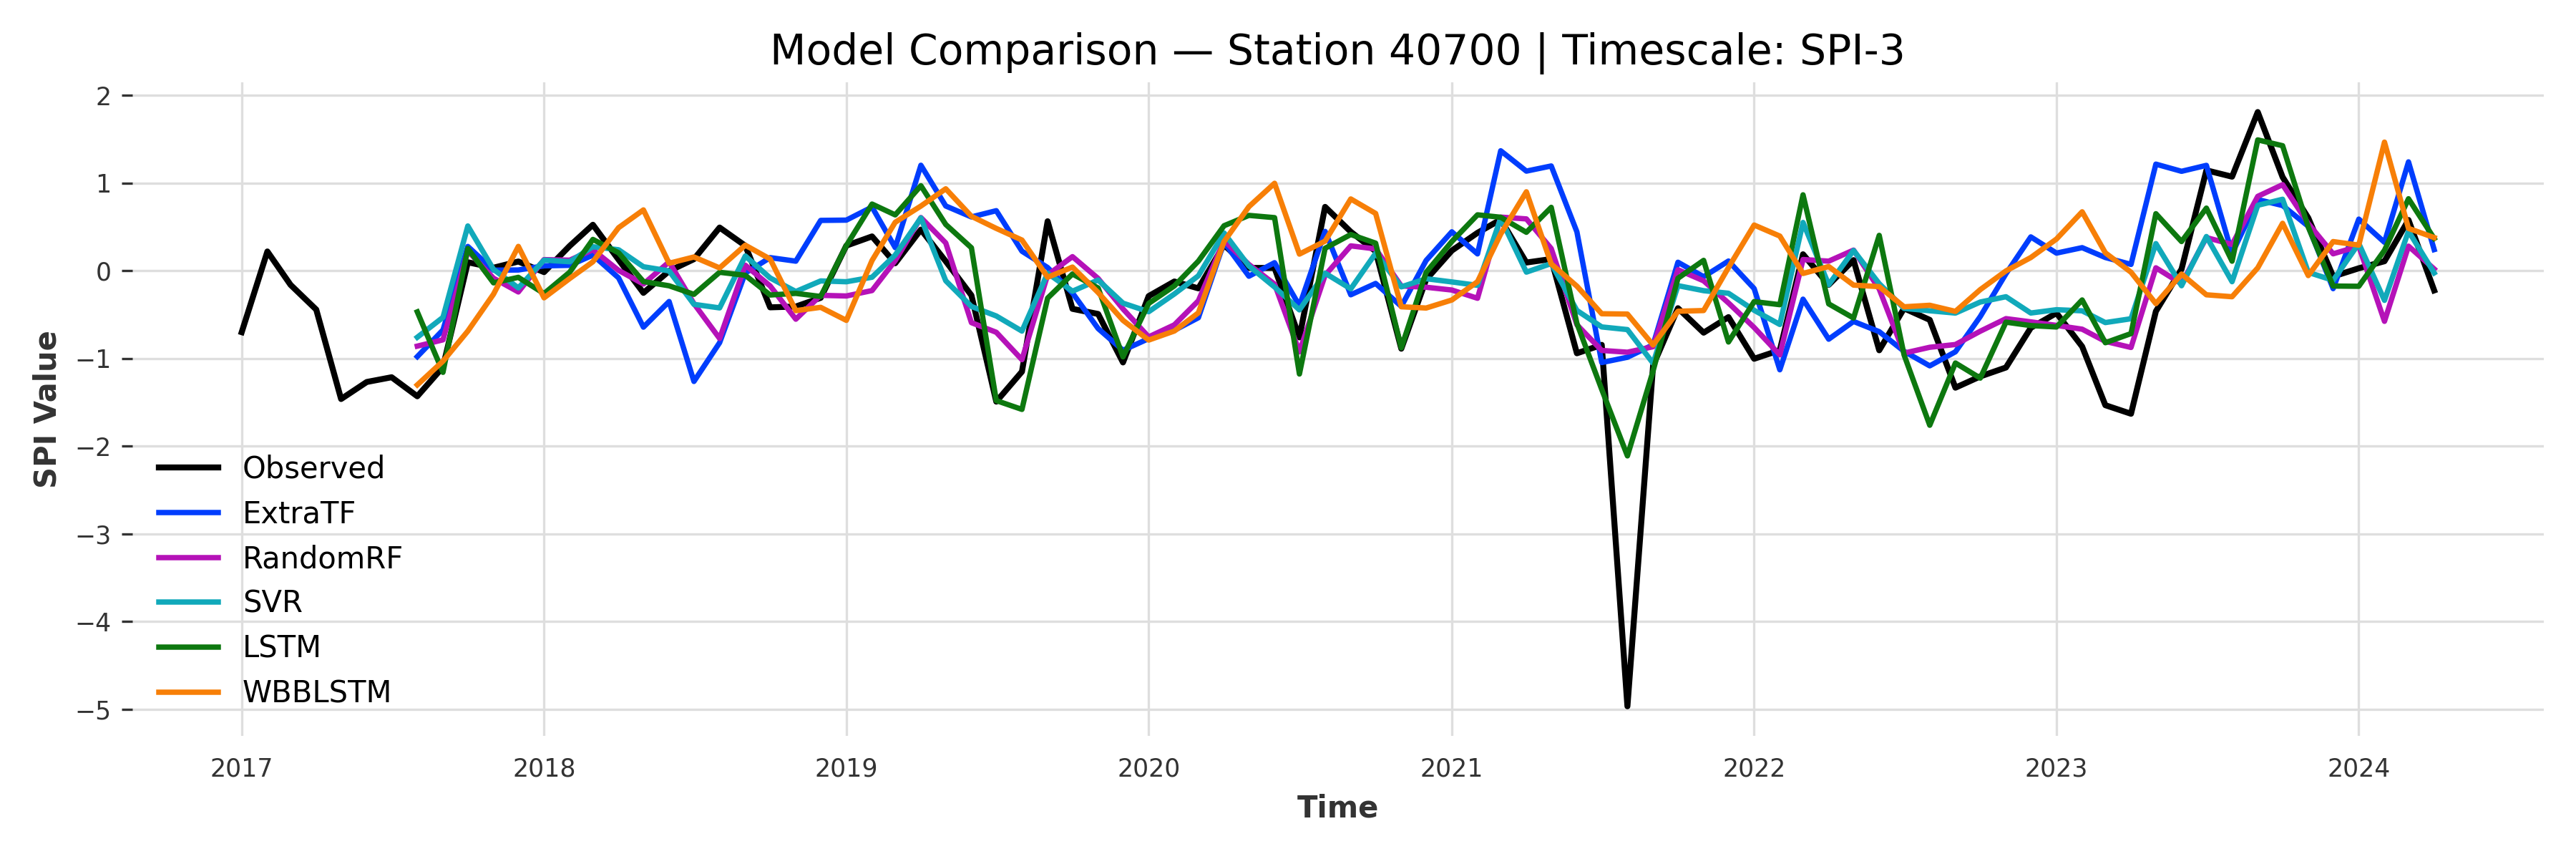 Model Comparison — Station 40700 | Timescale: SPI-3
2
1
0
−1
−2
−3
−4
−5
SPI Value
Observed
ExtraTF
RandomRF
SVR
LSTM
WBBLSTM
2017 2018 2019 2020 2021 2022 2023 2024
Time